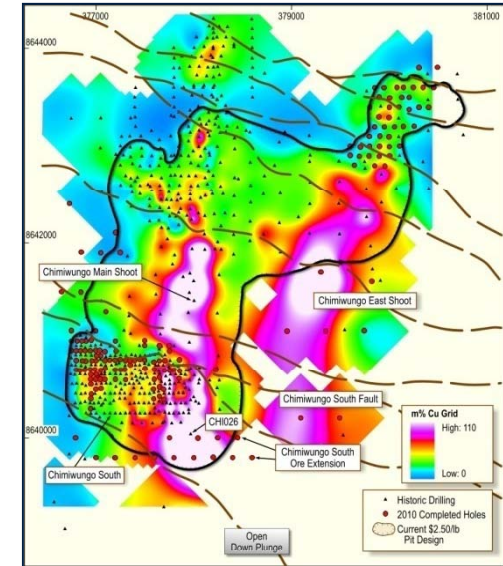 377000
379000
381000
8644000
8642000
8640000
Chimiwungo Main Shoot
Chimiwungo East Shoot
CHI026
Chimiwungo South Fault
Chimiwungo South
Ore Extension
Chimiwungo South
Open
Down Plunge
m% Cu Grid
High: 110
Low: 0
Historic Drilling
2010 Completed Holes
Current $2.50/lb
Pit Design